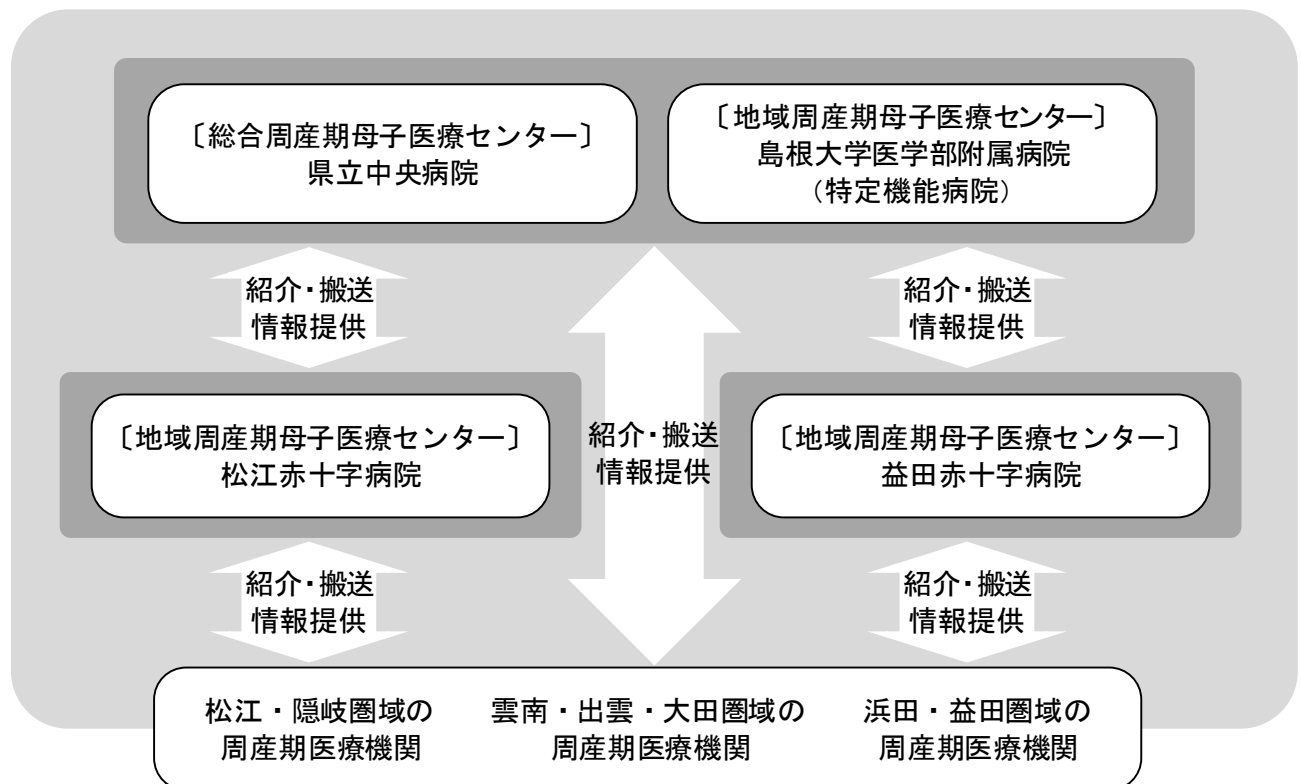 〔総合周産期母子医療センター〕
県立中央病院
〔地域周産期母子医療センター〕
島根大学医学部附属病院
（特定機能病院）
紹介・搬送
情報提供
紹介・搬送
情報提供
〔地域周産期母子医療センター〕
松江赤十字病院
紹介・搬送
情報提供
〔地域周産期母子医療センター〕
益田赤十字病院
紹介・搬送
情報提供
紹介・搬送
情報提供
松江・隠岐圏域の
周産期医療機関
雲南・出雲・大田圏域の
周産期医療機関
浜田・益田圏域の
周産期医療機関